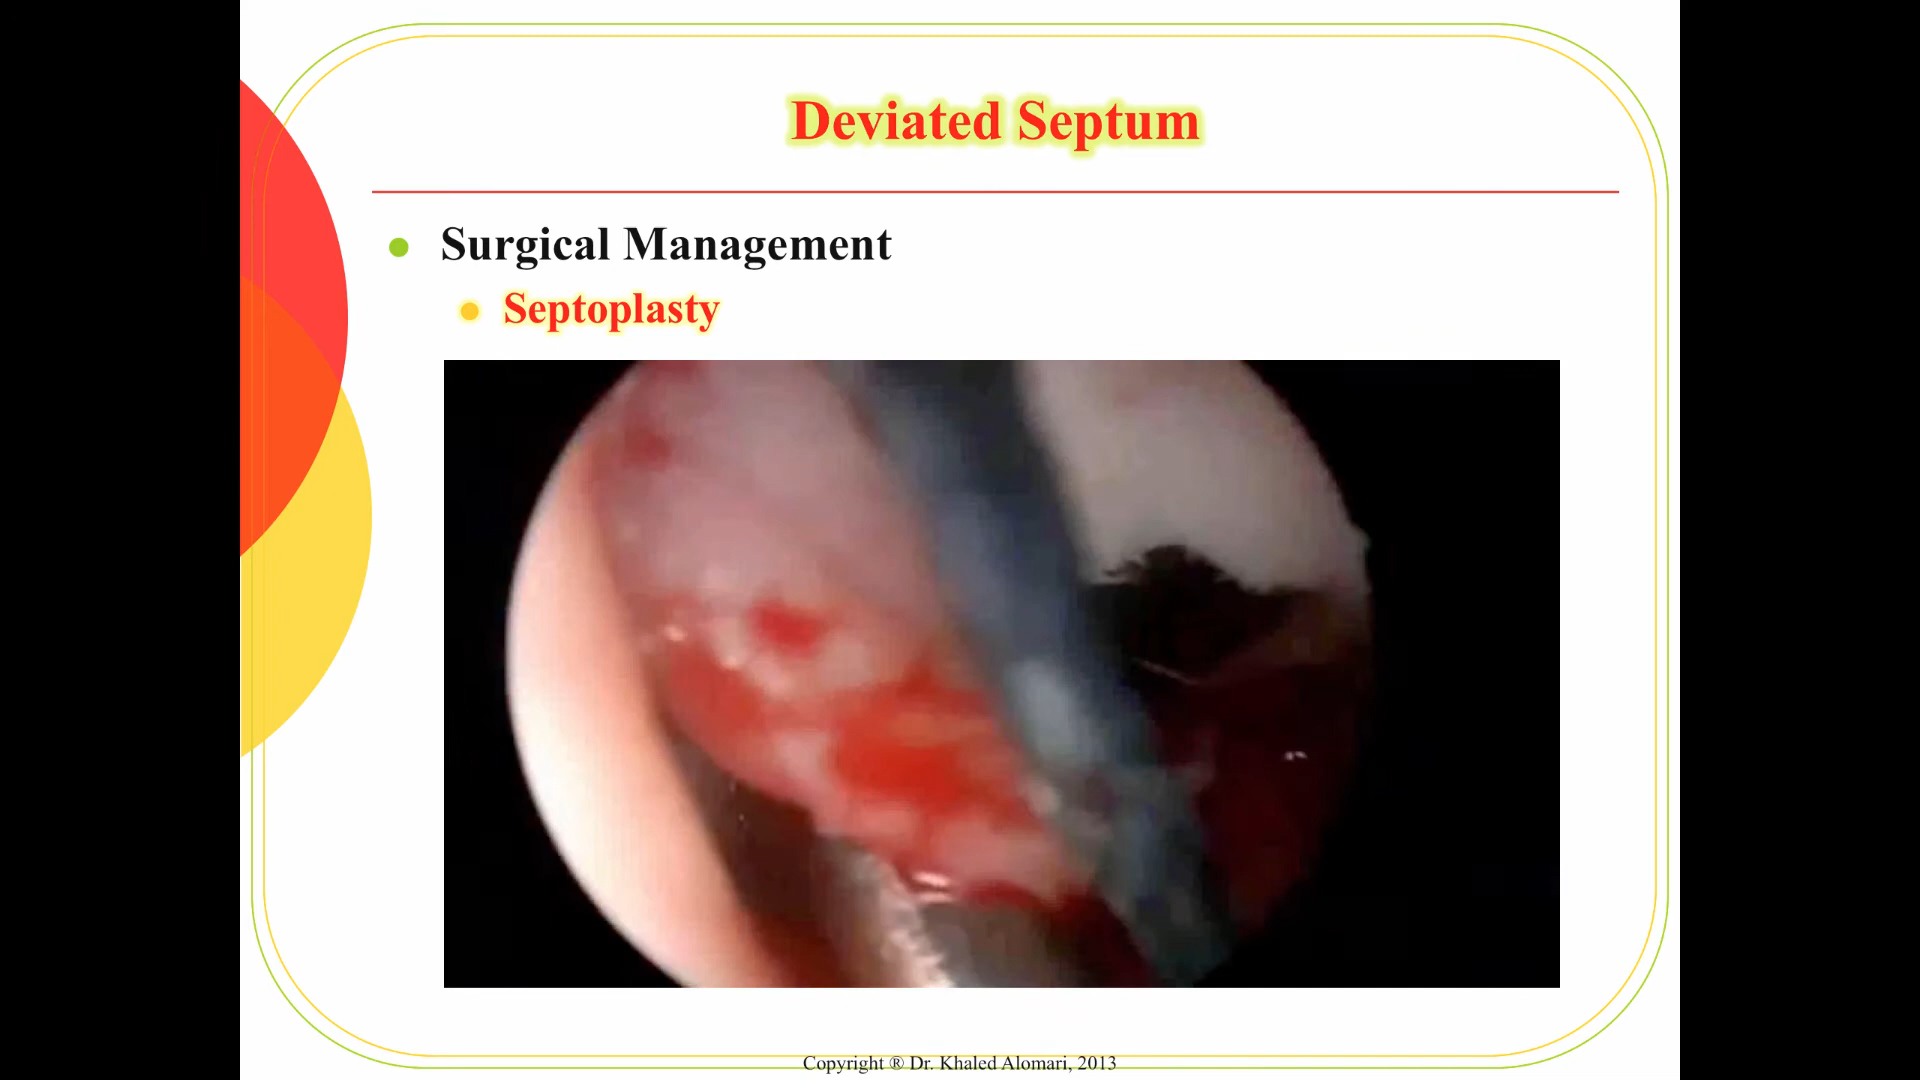 Deviated Septum
Surgical Management
Septoplasty
Copyright ® Dr. Khaled Alomari, 2013